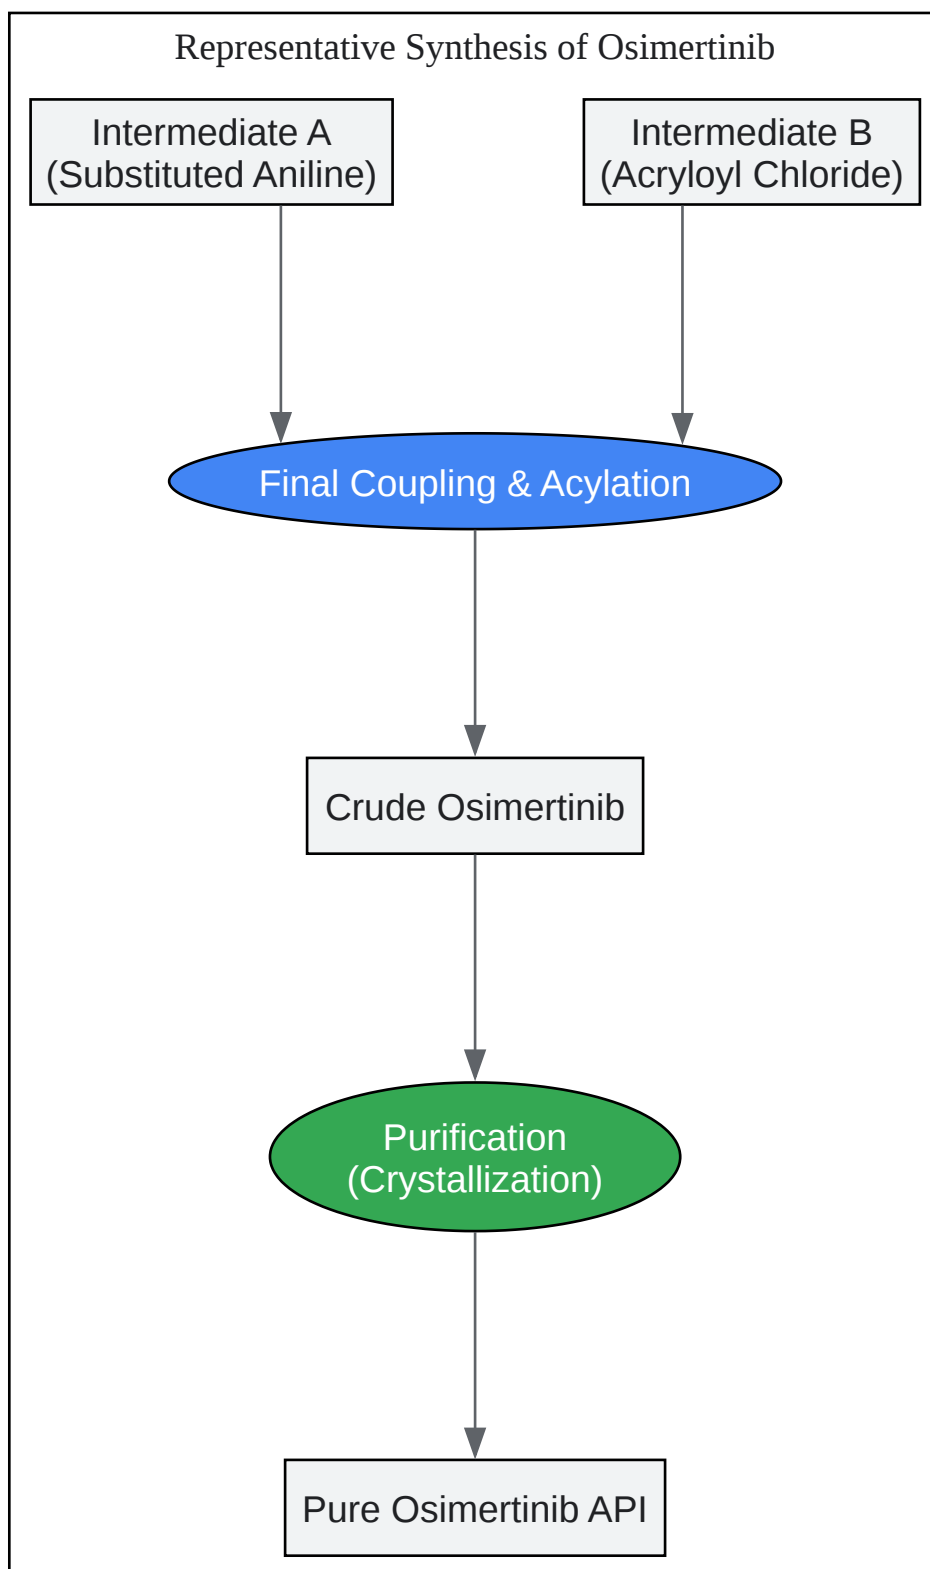 Representative Synthesis of Osimertinib
Intermediate A
(Substituted Aniline)
Intermediate B
(Acryloyl Chloride)
Final Coupling & Acylation
Crude Osimertinib
Purification
(Crystallization)
Pure Osimertinib API